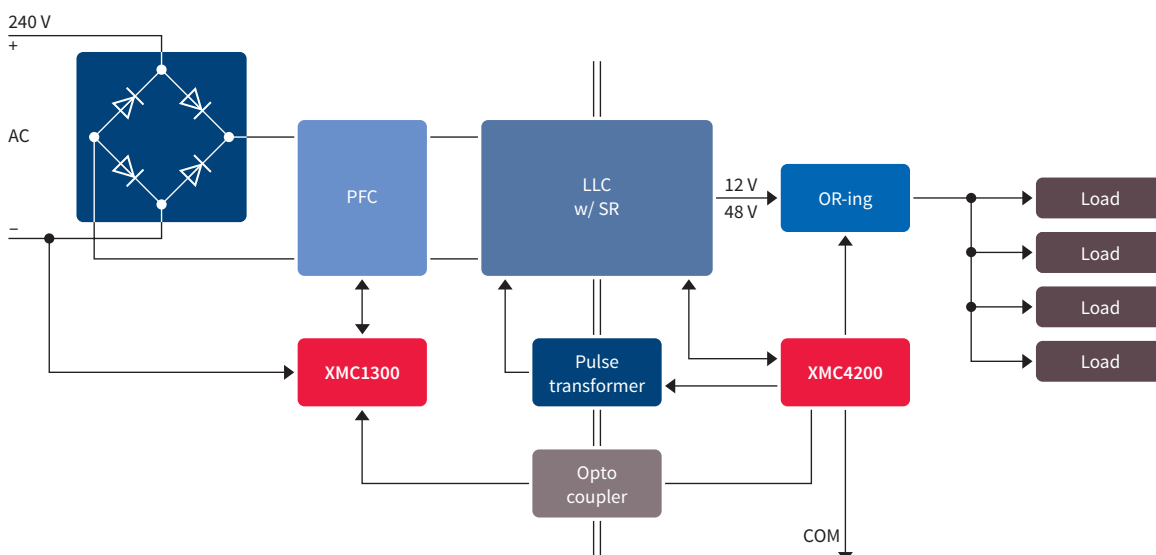 240 V
+
AC
−
PFC
LLC
w/ SR
12 V
48 V
OR-ing
Load
Load
Load
Load
XMC1300
Pulse
transformer
XMC4200
Opto
coupler
COM